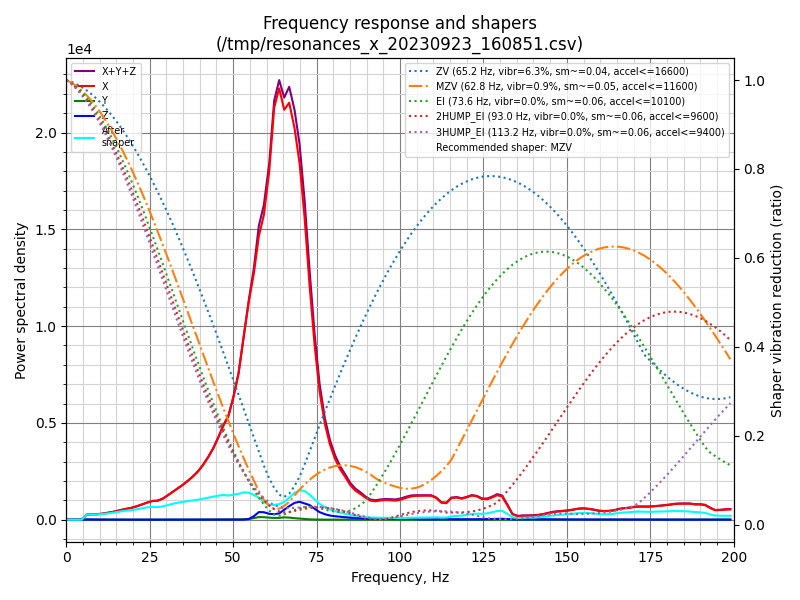 Frequency response and shapers
(/tmp/resonances_x_20230923_160851.csv)
1e4
X+Y+Z
X
Y
Z
After
shaper
ZV (65.2 Hz, vibr=6.3%, sm~=0.04, accel<=16600)
MZV (62.8 Hz, vibr=0.9%, sm~=0.05, accel<=11600)
EI (73.6 Hz, vibr=0.0%, sm~=0.06, accel<=10100)
2HUMP_EI (93.0 Hz, vibr=0.0%, sm~=0.06, accel<=9600)
3HUMP_EI (113.2 Hz, vibr=0.0%, sm~=0.06, accel<=9400)
Recommended shaper: MZV
Power spectral density
2.0
1.5
1.0
0.5
0.0
1.0
0.8
0.6
0.4
0.2
0.0
Shaper vibration reduction (ratio)
0 25 50 75 100 125 150 175 200
Frequency, Hz